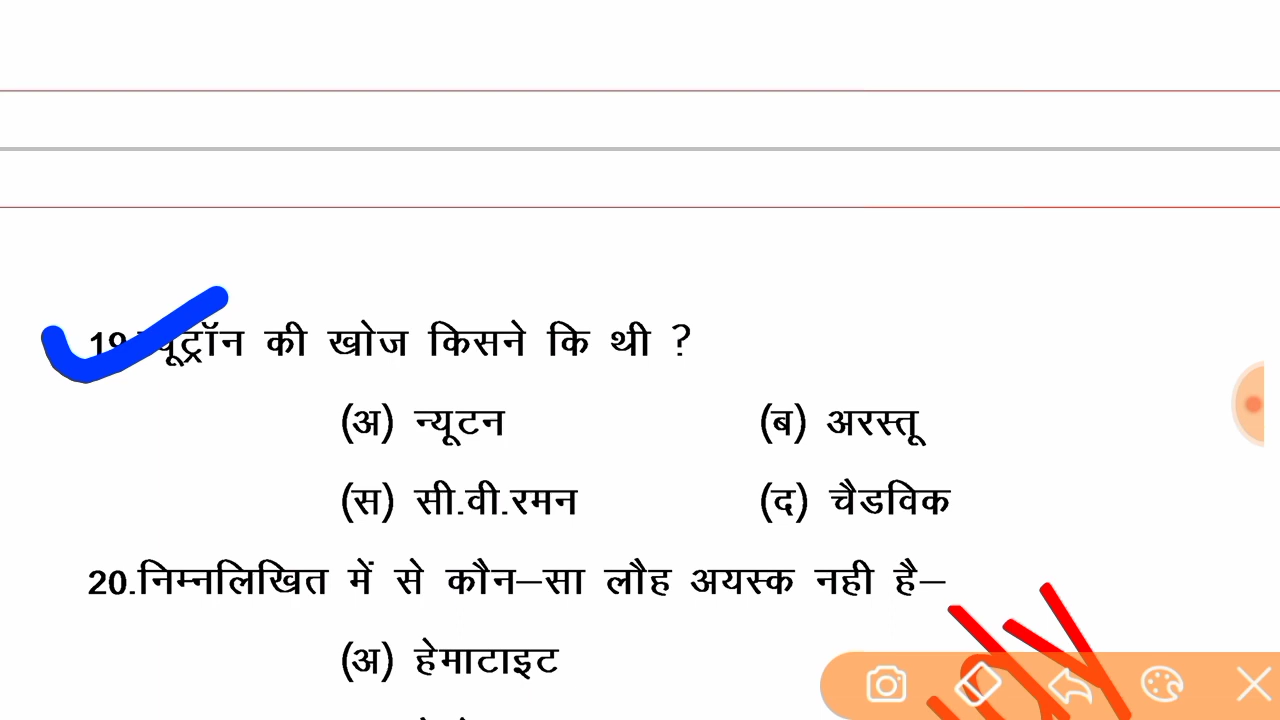 19. न्यूट्रॉन की खोज किसने कि थी ?
(अ) न्यूटन (ब) अरस्तू
(स) सी.वी.रमन (द) चैडविक
20.निम्नलिखित में से कौन–सा लौह अयस्क नही है–
(अ) हेमाटाइट